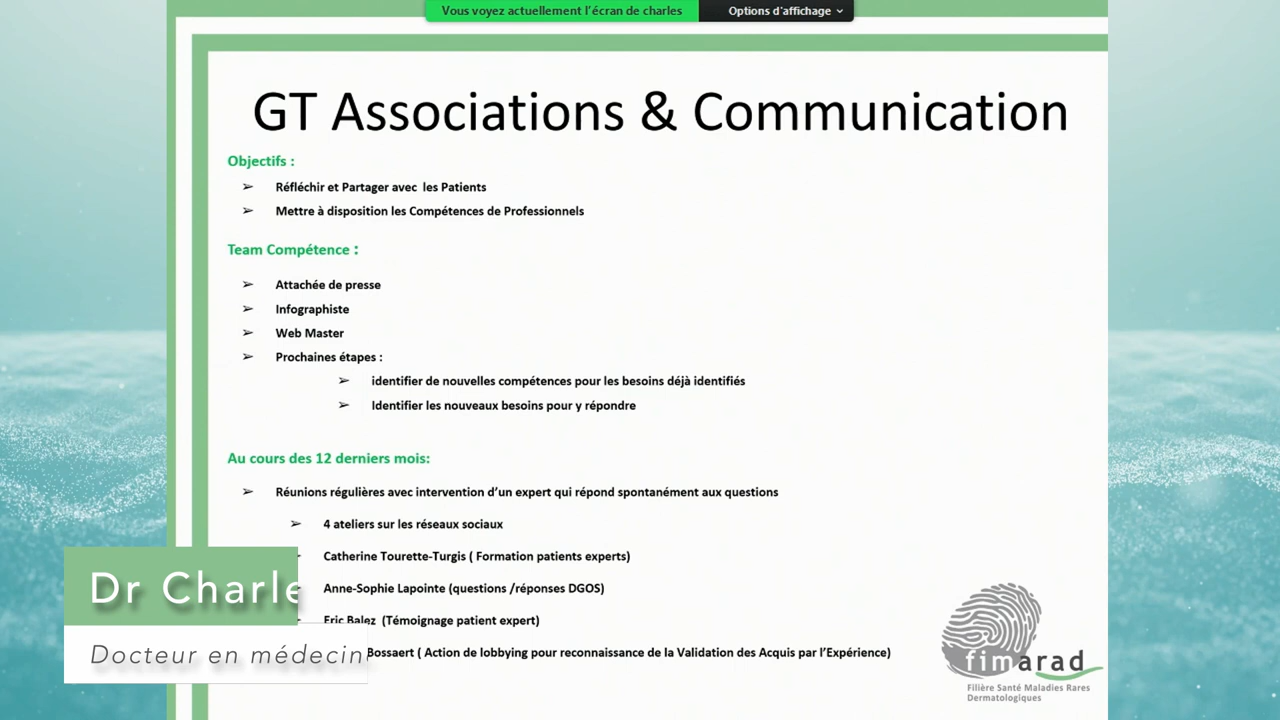 Vous voyez actuellement l'écran de charles
Options d'affichage
GT Associations & Communication
Objectifs :
Réfléchir et Partager avec les Patients
Mettre à disposition les Compétences de Professionnels
Team Compétence :
Attachée de presse
Infographiste
Web Master
Prochaines étapes :
identifier de nouvelles compétences pour les besoins déjà identifiés
Identifier les nouveaux besoins pour y répondre
Au cours des 12 derniers mois:
Réunions régulières avec intervention d'un expert qui répond spontanément aux questions
4 ateliers sur les réseaux sociaux
Catherine Tourette-Turgis ( Formation patients experts)
Anne-Sophie Lapointe (questions /réponses DGOS)
Eric Balez (Témoignage patient expert)
Bossaert ( Action de lobbying pour reconnaissance de la Validation des Acquis par l'Expérience)
Dr Charle
Docteur en médecin
fimarad
Filière Santé Maladies Rares
Dermatologiques